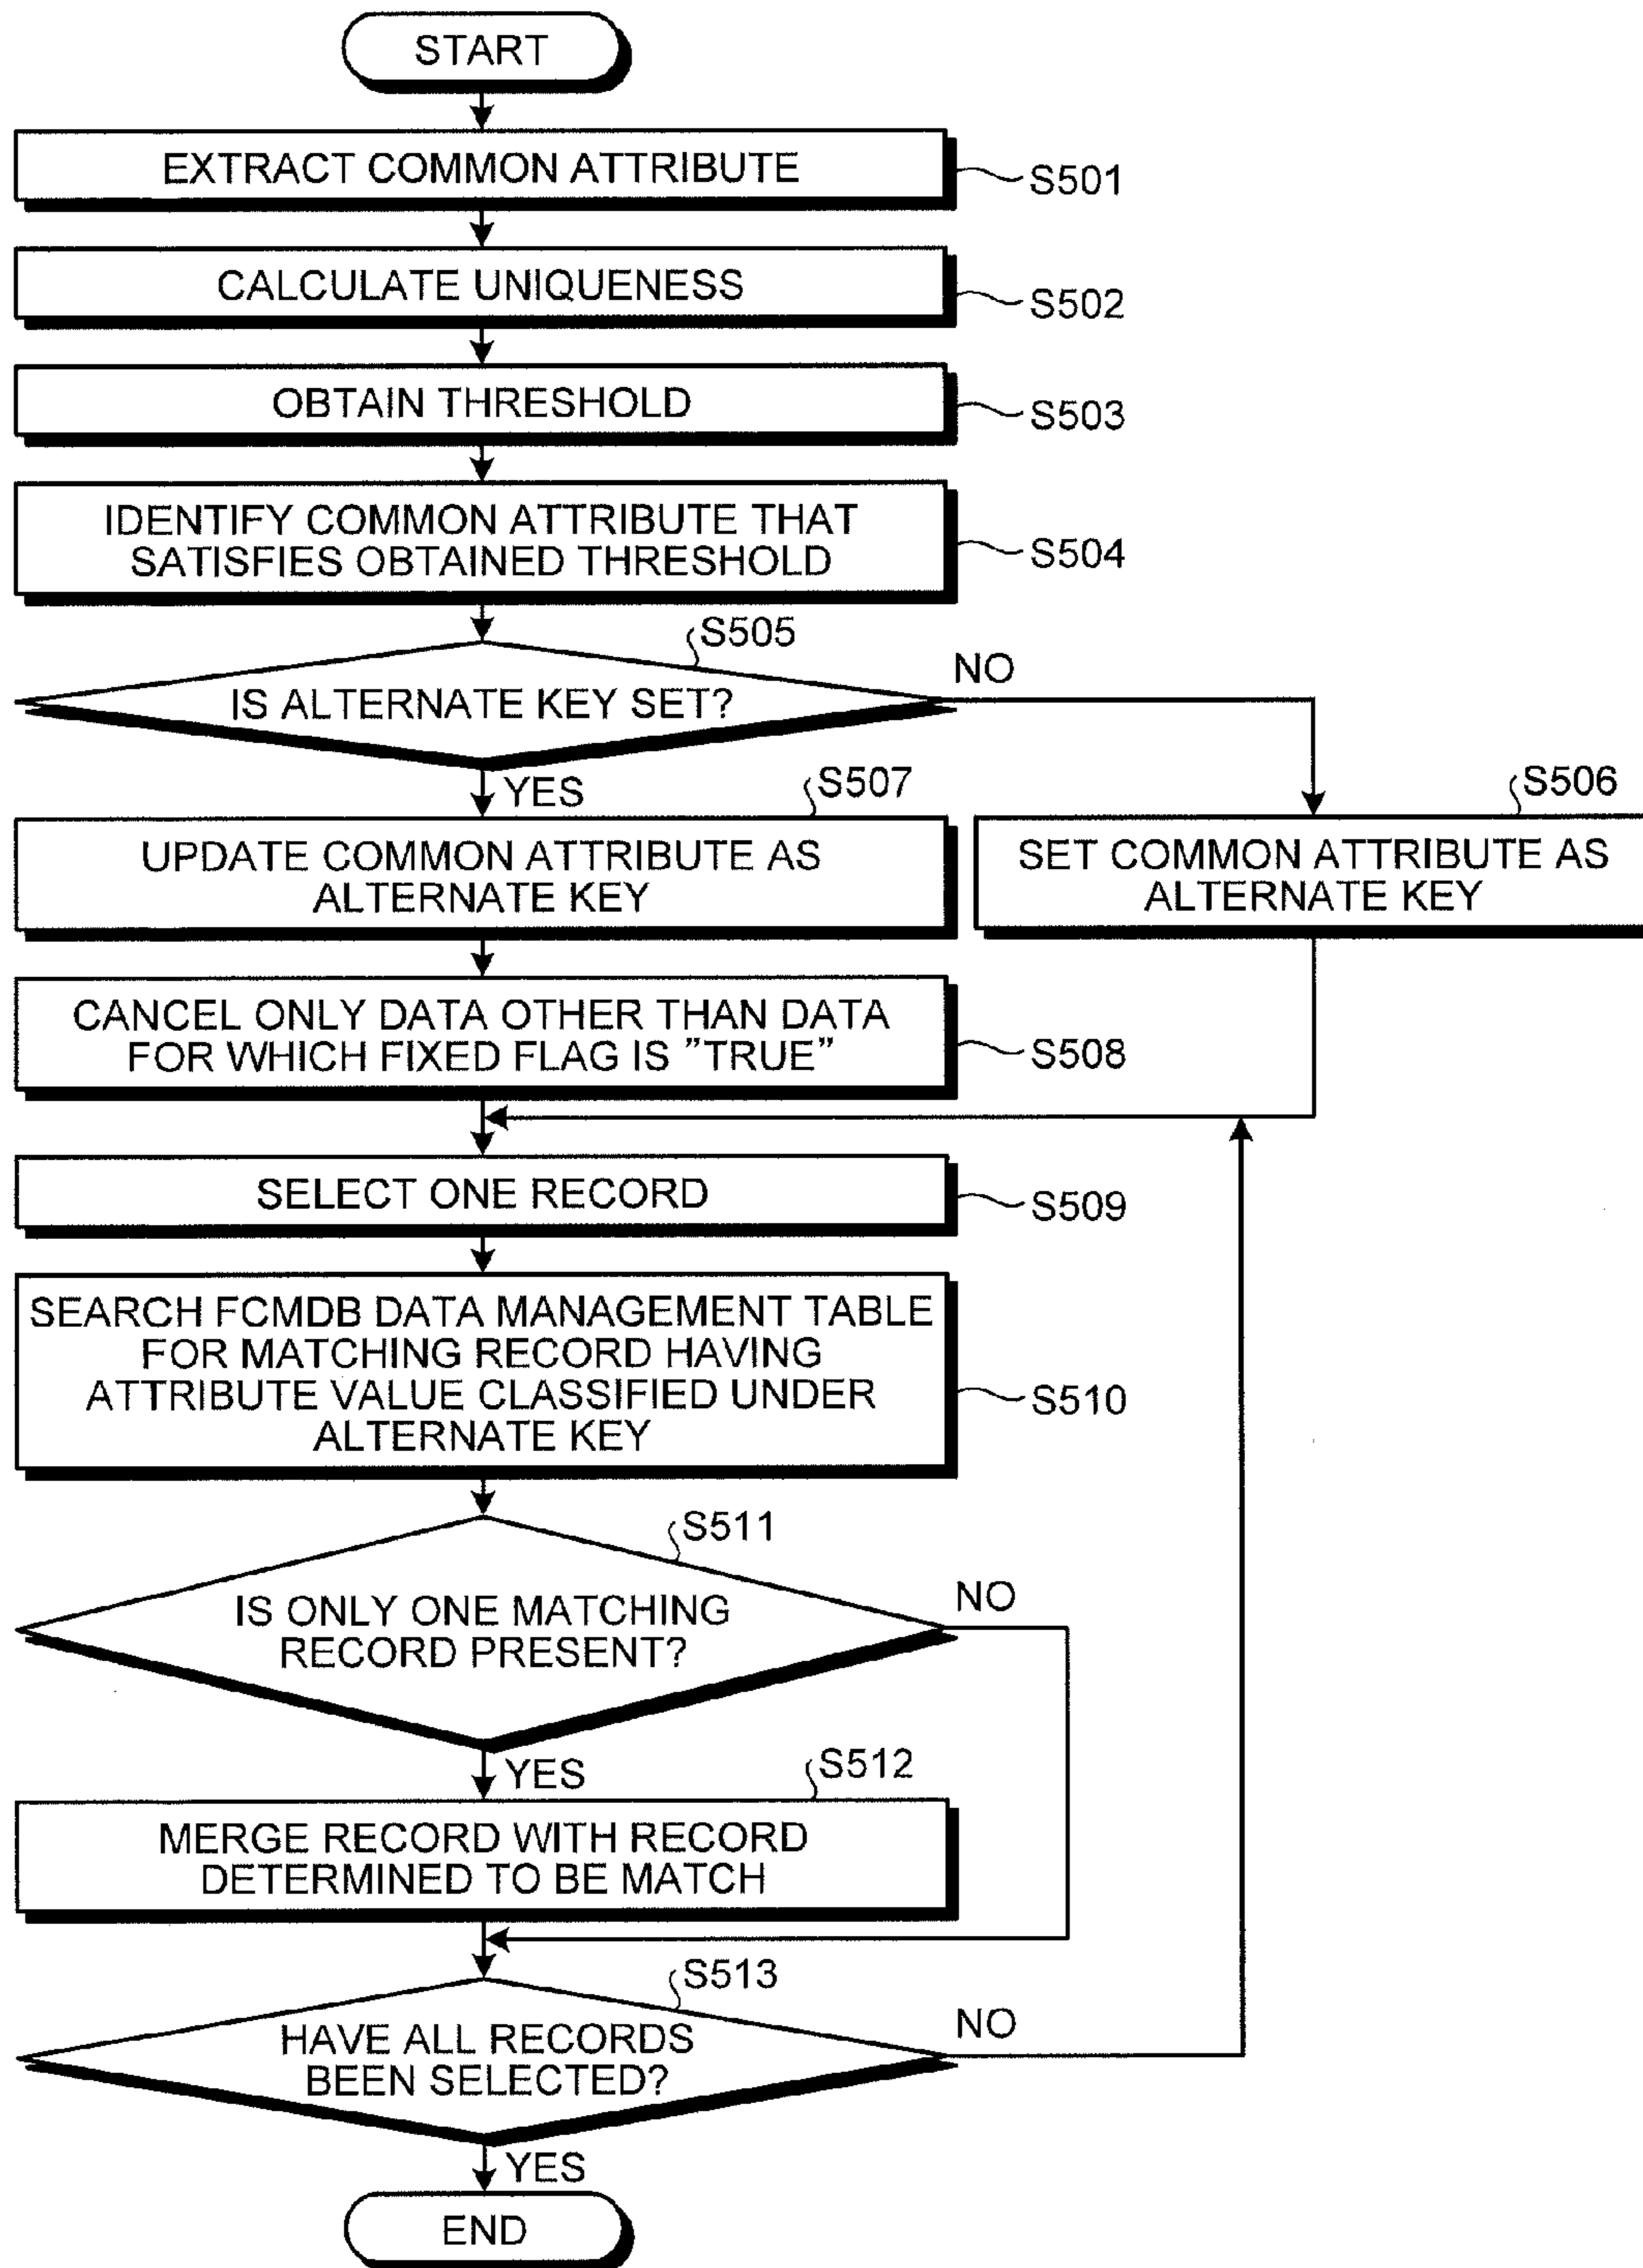 START
EXTRACT COMMON ATTRIBUTE
S501
CALCULATE UNIQUENESS
S502
OBTAIN THRESHOLD
S503
IDENTIFY COMMON ATTRIBUTE THAT
SATISFIES OBTAINED THRESHOLD
S504
S505
IS ALTERNATE KEY SET?
NO
YES
S507
UPDATE COMMON ATTRIBUTE AS
ALTERNATE KEY
S506
SET COMMON ATTRIBUTE AS
ALTERNATE KEY
CANCEL ONLY DATA OTHER THAN DATA
FOR WHICH FIXED FLAG IS ”TRUE”
S508
SELECT ONE RECORD
S509
SEARCH FCMDB DATA MANAGEMENT TABLE
FOR MATCHING RECORD HAVING
ATTRIBUTE VALUE CLASSIFIED UNDER
ALTERNATE KEY
S510
S511
IS ONLY ONE MATCHING
RECORD PRESENT?
NO
YES
S512
MERGE RECORD WITH RECORD
DETERMINED TO BE MATCH
S513
HAVE ALL RECORDS
BEEN SELECTED?
NO
YES
END